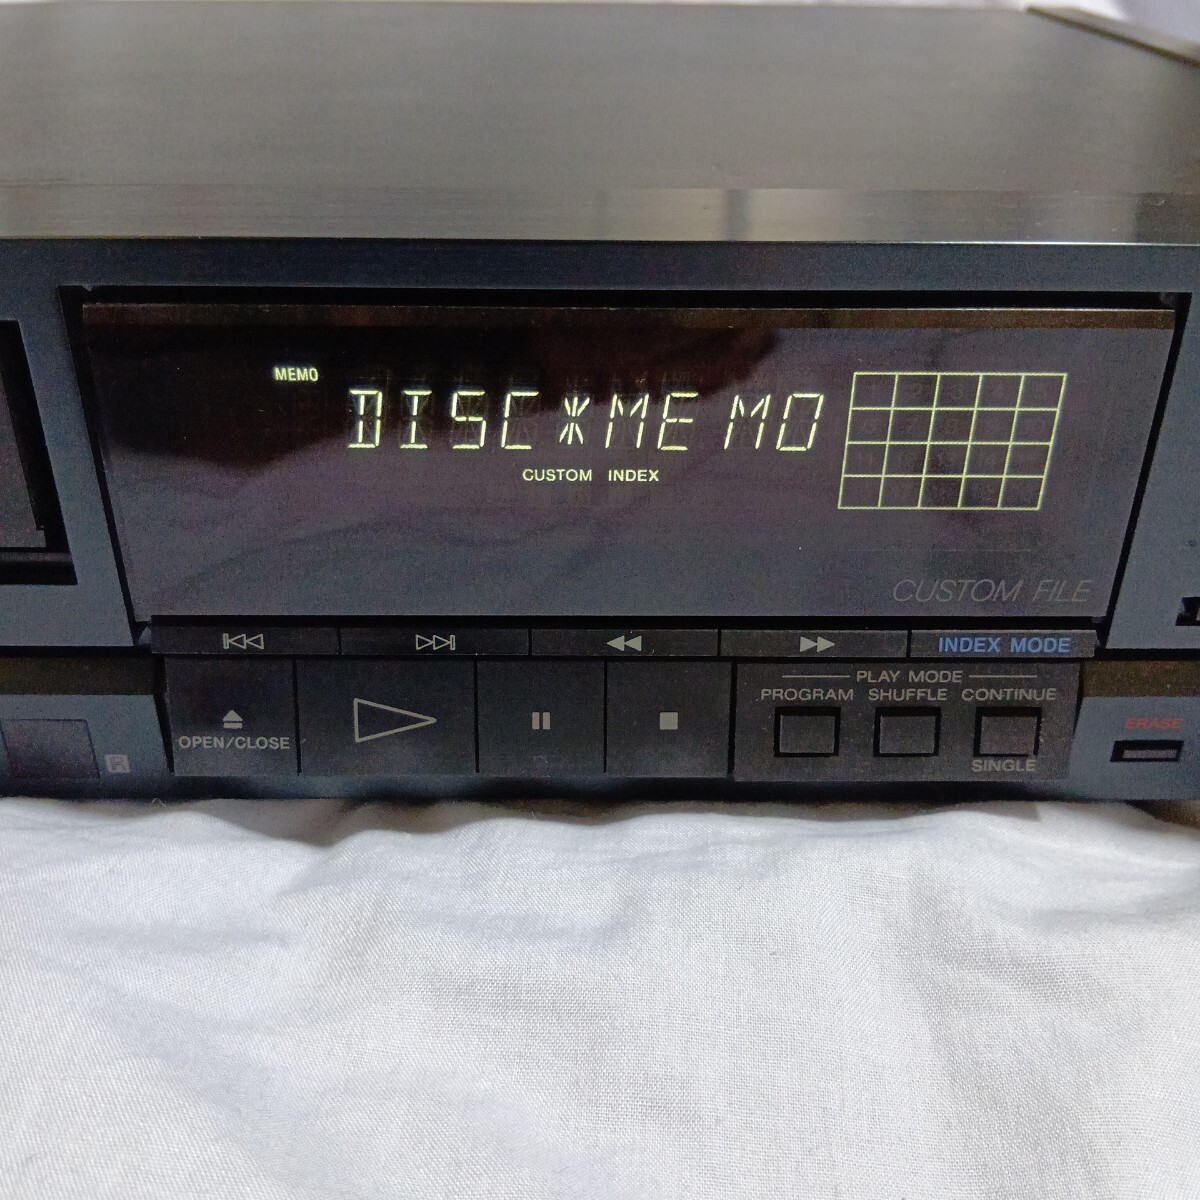 MEMO
DISC*MEMO
CUSTOM INDEX
CUSTOM FILE
INDEX MODE
PLAY MODE
PROGRAM SHUFFLE CONTINUE
OPEN/CLOSE
SINGLE
ERASE
R